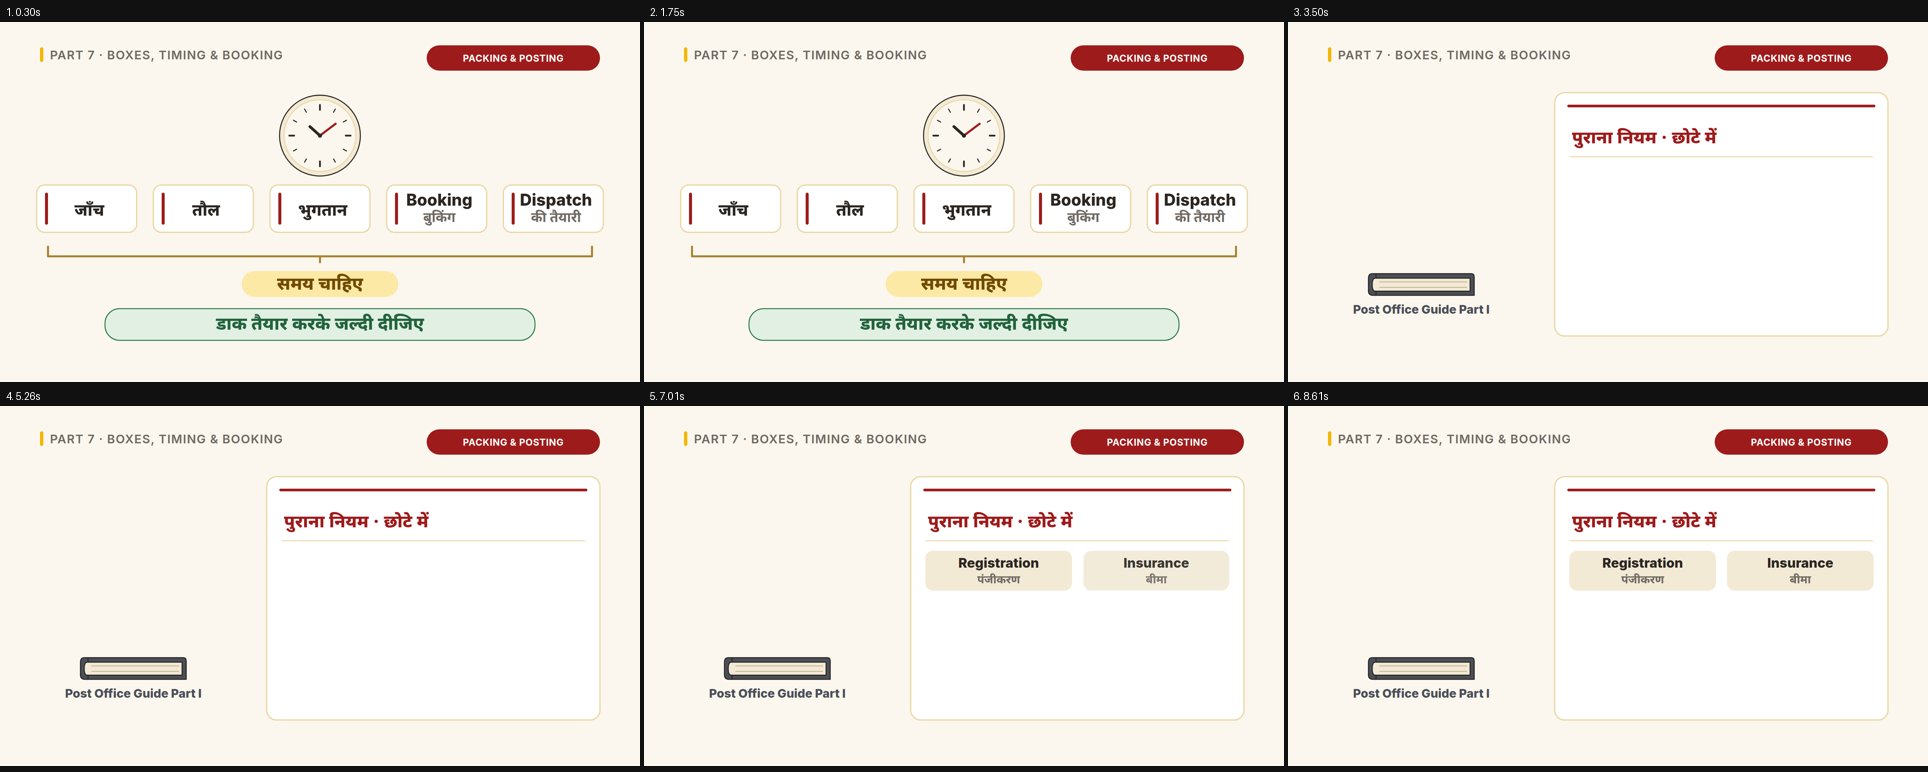 1. 0.30s
PART 7 · BOXES, TIMING & BOOKING
PACKING & POSTING
जाँच
तौल
भुगतान
Booking
बुकिंग
Dispatch
की तैयारी
समय चाहिए
डाक तैयार करके जल्दी दीजिए
2. 1.75s
PART 7 · BOXES, TIMING & BOOKING
PACKING & POSTING
जाँच
तौल
भुगतान
Booking
बुकिंग
Dispatch
की तैयारी
समय चाहिए
डाक तैयार करके जल्दी दीजिए
3. 3.50s
PART 7 · BOXES, TIMING & BOOKING
PACKING & POSTING
पुराना नियम · छोटे में
Post Office Guide Part I
4. 5.26s
PART 7 · BOXES, TIMING & BOOKING
PACKING & POSTING
पुराना नियम · छोटे में
Post Office Guide Part I
5. 7.01s
PART 7 · BOXES, TIMING & BOOKING
PACKING & POSTING
पुराना नियम · छोटे में
Registration
पंजीकरण
Insurance
बीमा
Post Office Guide Part I
6. 8.61s
PART 7 · BOXES, TIMING & BOOKING
PACKING & POSTING
पुराना नियम · छोटे में
Registration
पंजीकरण
Insurance
बीमा
Post Office Guide Part I